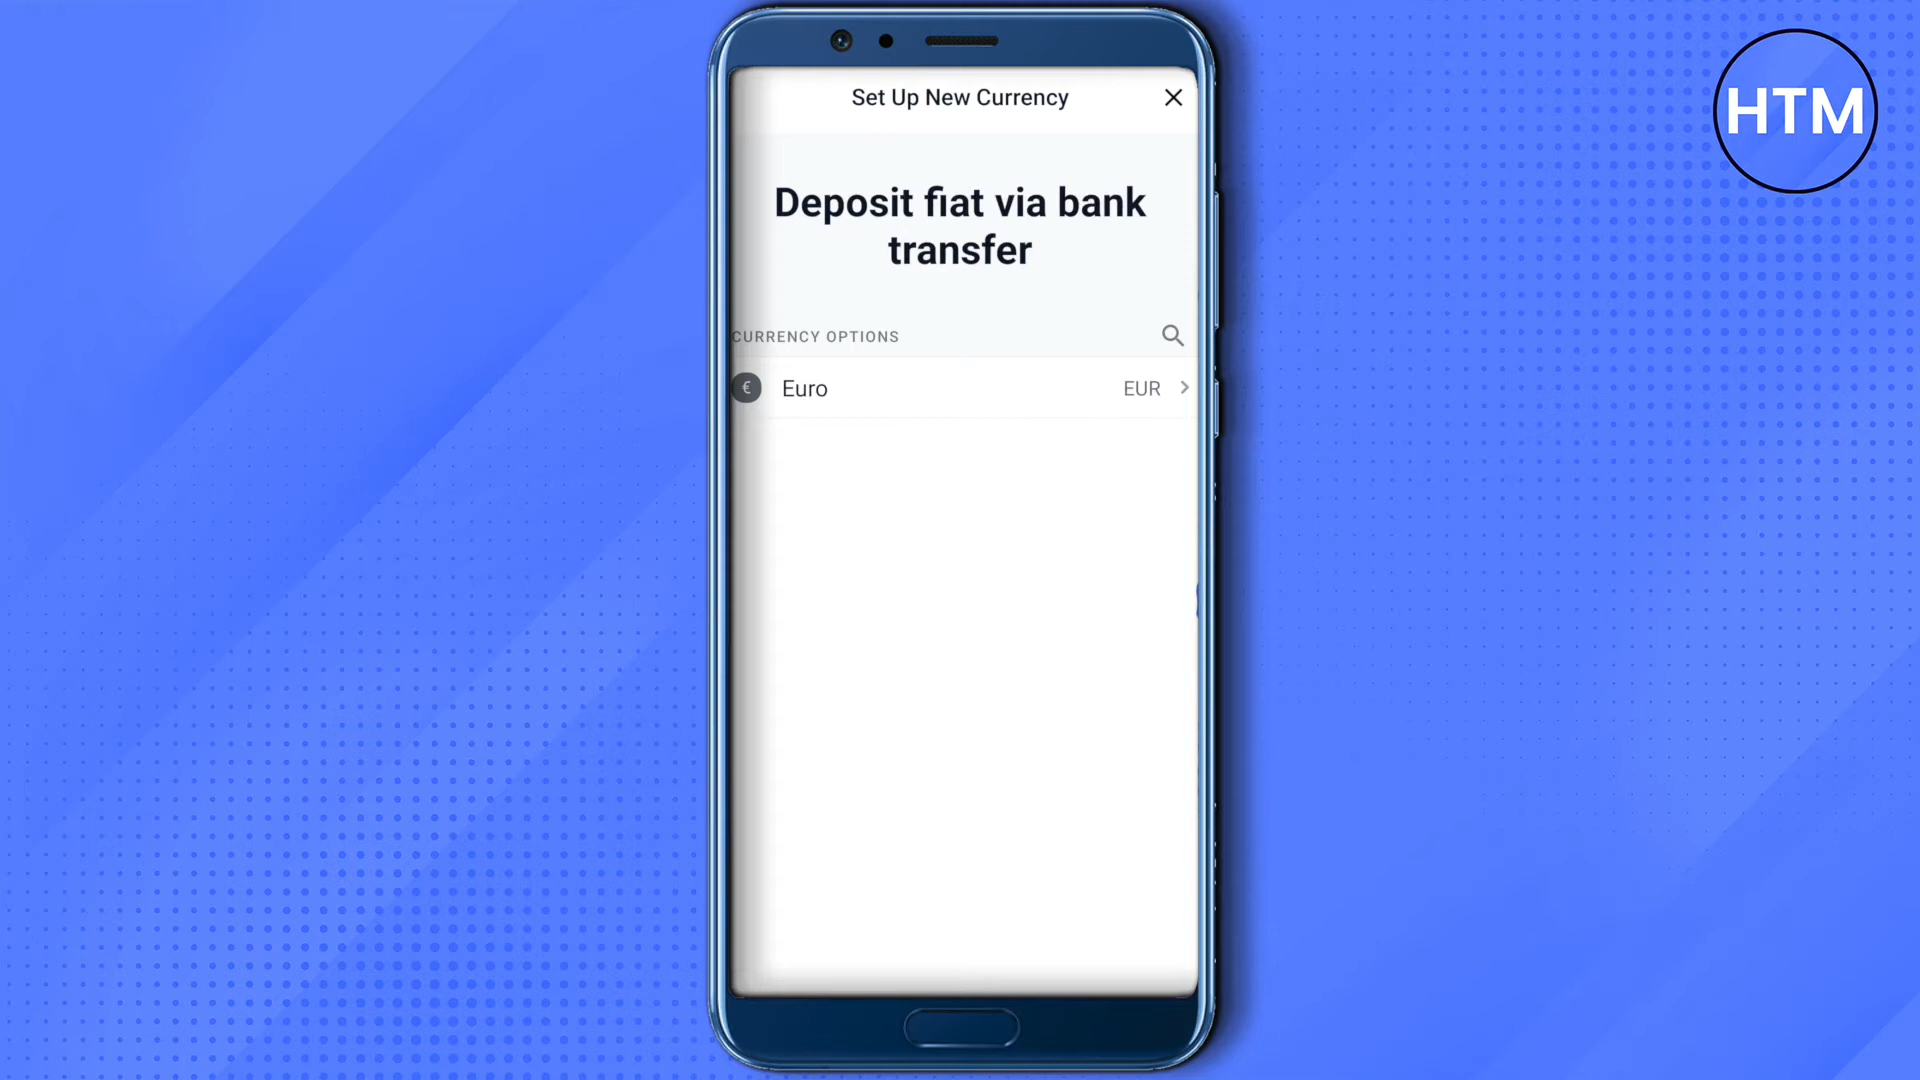 HTM
Set Up New Currency
Deposit fiat via bank
transfer
CURRENCY OPTIONS
€ Euro EUR